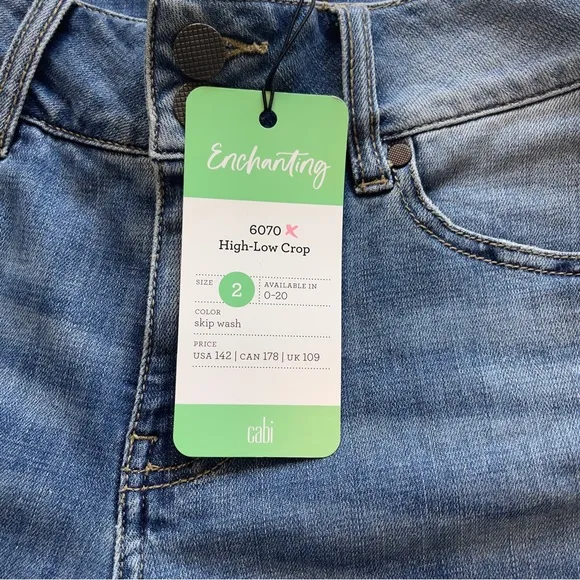 Enchanting
6070
High-Low Crop
SIZE 2 AVAILABLE IN
0-20
COLOR
skip wash
PRICE
USA 142 | CAN 178 | UK 109
cabi